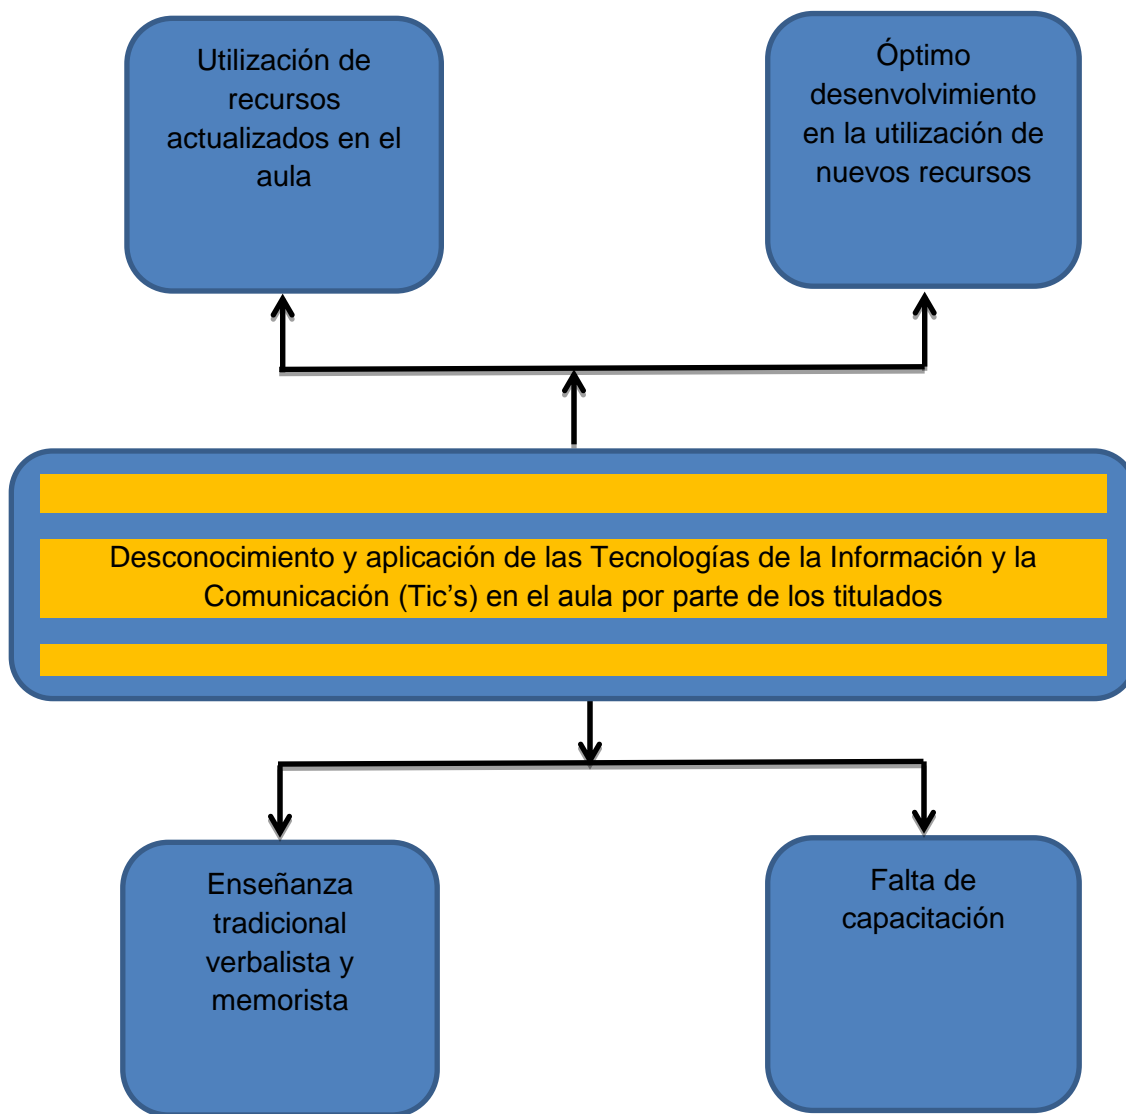 Utilización de
recursos
actualizados en el
aula
Óptimo
desenvolvimiento
en la utilización de
nuevos recursos
Desconocimiento y aplicación de las Tecnologías de la Información y la
Comunicación (Tic’s) en el aula por parte de los titulados
Enseñanza
tradicional
verbalista y
memorista
Falta de
capacitación